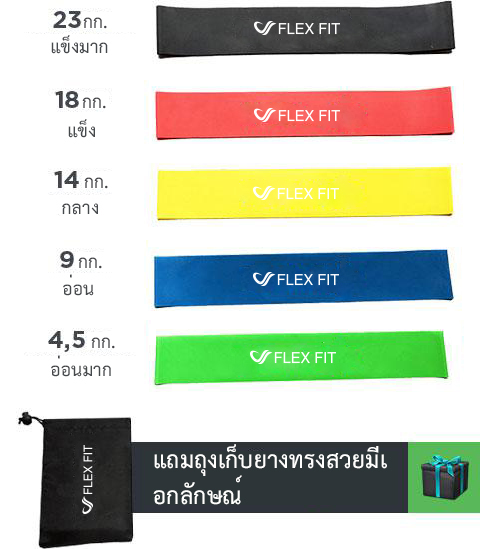 23 กก.
แข็งมาก
FLEX FIT
18 กก.
แข็ง
FLEX FIT
14 กก.
กลาง
FLEX FIT
9 กก.
อ่อน
FLEX FIT
4,5 กก.
อ่อนมาก
FLEX FIT
FLEX FIT
แถมถุงเก็บยางทรงสวยมีเ
อกลักษณ์